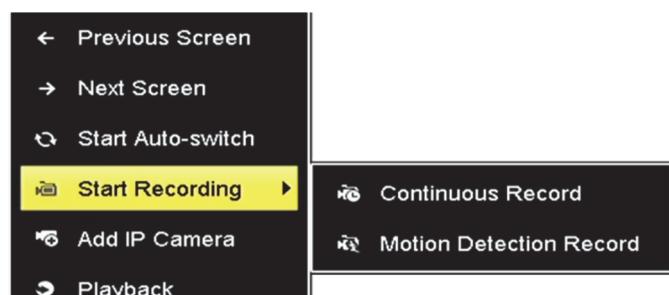 Previous Screen
Next Screen
Start Auto-switch
Start Recording
Add IP Camera
Playback
Continuous Record
Motion Detection Record